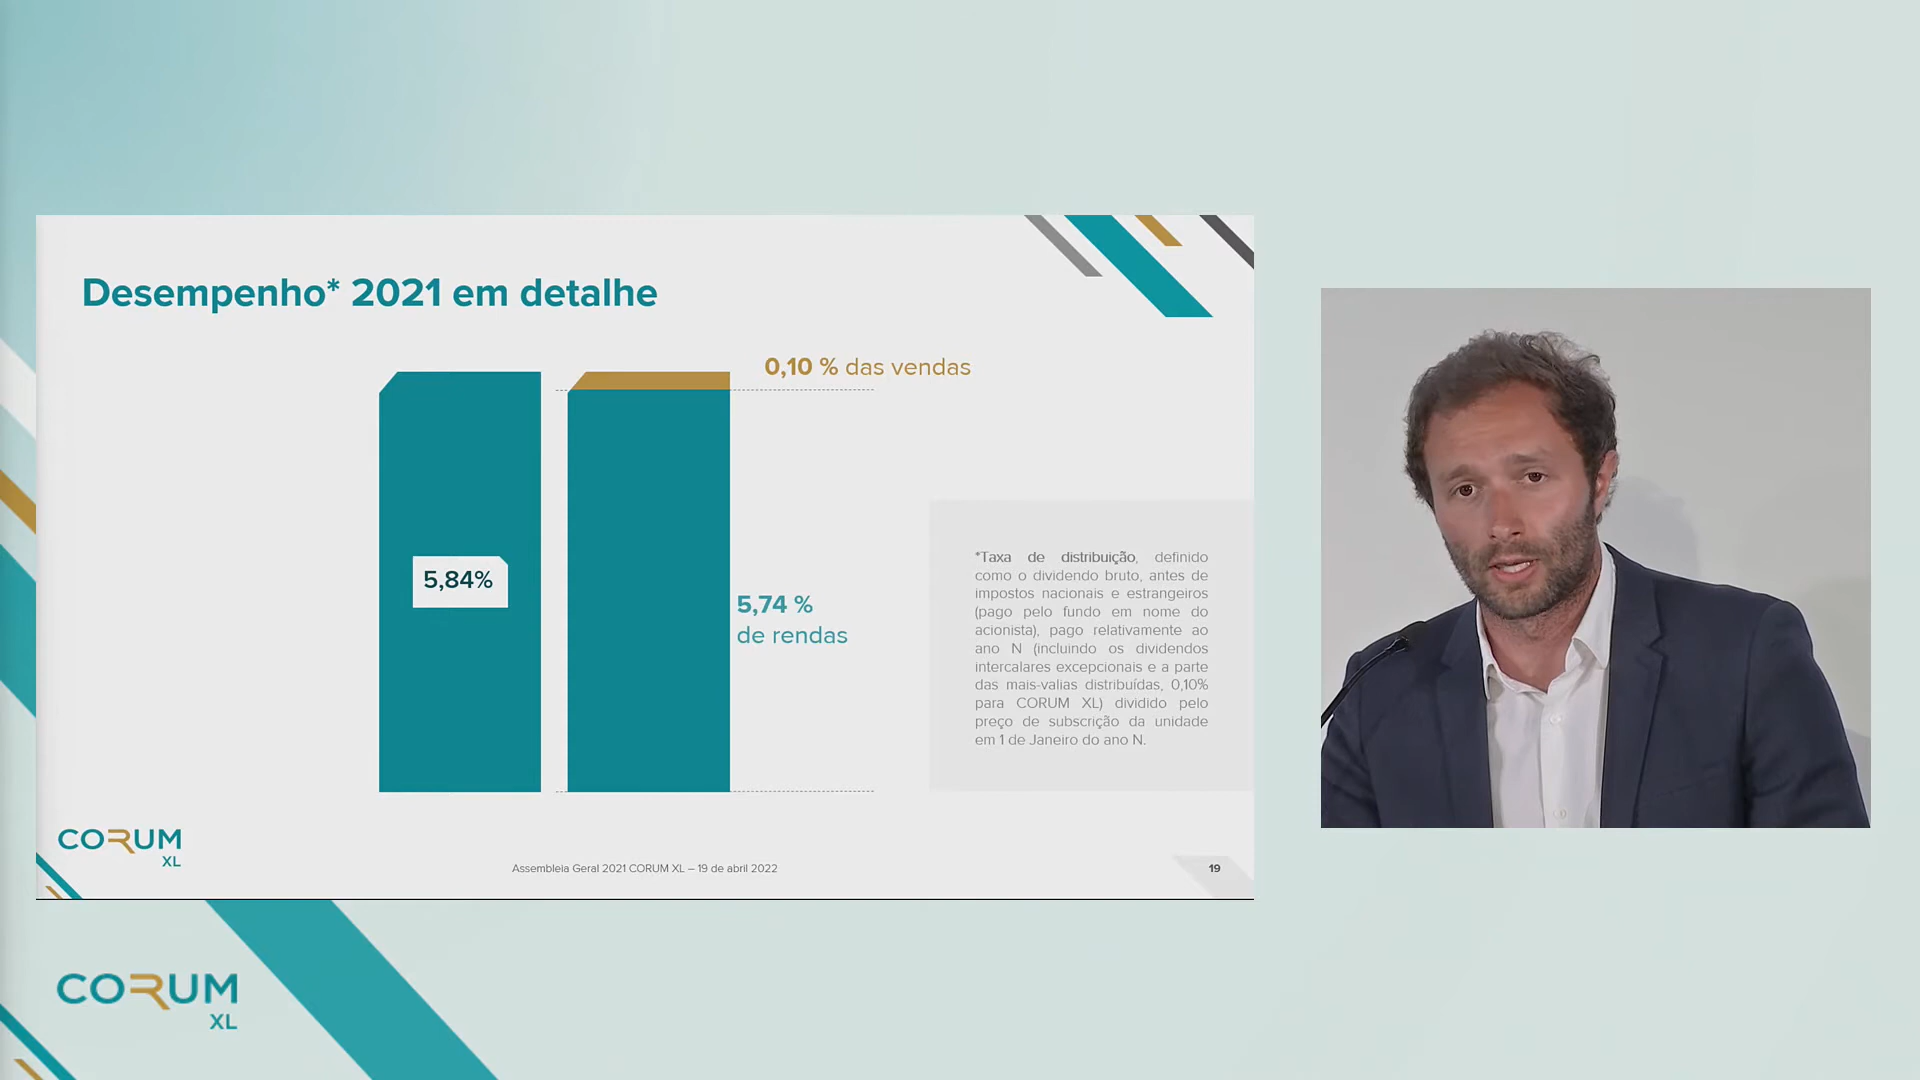 Desempenho* 2021 em detalhe
0,10 % das vendas
5,84%
5,74 %
de rendas
*Taxa de distribuição, definido
como o dividendo bruto, antes de
impostos nacionais e estrangeiros
(pago pelo fundo em nome do
acionista), pago relativamente ao
ano N (incluindo os dividendos
intercalares excepcionais e a parte
das mais-valias distribuídas, 0,10%
para CORUM XL) dividido pelo
preço de subscrição da unidade
em 1 de Janeiro do ano N.
CORUM
XL
Assembleia Geral 2021 CORUM XL – 19 de abril 2022
19
CORUM
XL